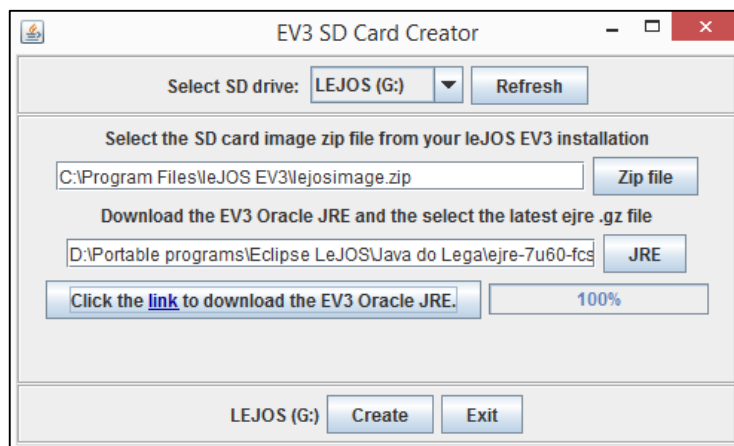 EV3 SD Card Creator
Select SD drive: LEJOS (G:) Refresh
Select the SD card image zip file from your leJOS EV3 installation
C:\Program Files\leJOS EV3\lejosimage.zip Zip file
Download the EV3 Oracle JRE and the select the latest ejre .gz file
D:\Portable programs\Eclipse LeJOS\Java do Lega\ejre-7u60-fcs JRE
Click the link to download the EV3 Oracle JRE. 100%
LEJOS (G:) Create Exit